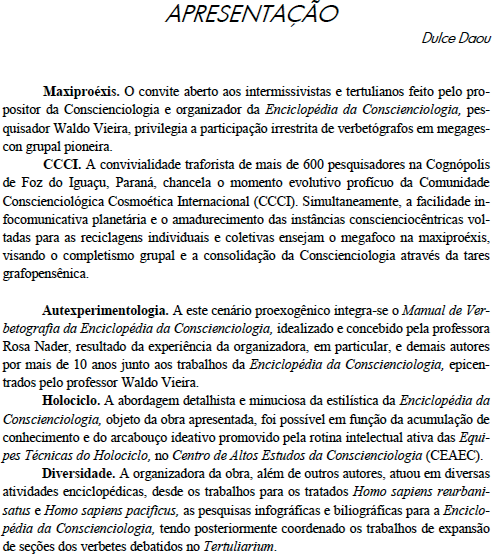 APRESENTAÇÃO
Dulce Daou
Maxiproéxis. O convite aberto aos intermissivistas e tertulianos feito pelo pro-
positor da Conscienciologia e organizador da Enciclopédia da Conscienciologia, pes-
quisador Waldo Vieira, privilegia a participação irrestrita de verbetógrafos em megages-
con grupal pioneira.
CCCI. A convivialidade traforista de mais de 600 pesquisadores na Cognópolis
de Foz do Iguaçu, Paraná, chancela o momento evolutivo profícuo da Comunidade
Conscienciológica Cosmoética Internacional (CCCI). Simultaneamente, a facilidade in-
focomunicativa planetária e o amadurecimento das instâncias conscienciocêntricas vol-
tadas para as reciclagens individuais e coletivas ensejam o megafoco na maxiproéxis,
visando o completismo grupal e a consolidação da Conscienciologia através da tares
grafopensênica.
Autexperimentologia. A este cenário proexogênico integra-se o Manual de Ver-
betografia da Enciclopédia da Conscienciologia, idealizado e concebido pela professora
Rosa Nader, resultado da experiência da organizadora, em particular, e demais autores
por mais de 10 anos junto aos trabalhos da Enciclopédia da Conscienciologia, epicen-
trados pelo professor Waldo Vieira.
Holociclo. A abordagem detalhista e minuciosa da estilística da Enciclopédia da
Conscienciologia, objeto da obra apresentada, foi possível em função da acumulação de
conhecimento e do arcabouço ideativo promovido pela rotina intelectual ativa das Equi-
pes Técnicas do Holociclo, no Centro de Altos Estudos da Conscienciologia (CEAEC).
Diversidade. A organizadora da obra, além de outros autores, atuou em diversas
atividades enciclopédicas, desde os trabalhos para os tratados Homo sapiens reurbani-
satus e Homo sapiens pacificus, as pesquisas infográficas e biliográficas para a Enciclo-
pédia da Conscienciologia, tendo posteriormente coordenado os trabalhos de expansão
de seções dos verbetes debatidos no Tertuliarium.